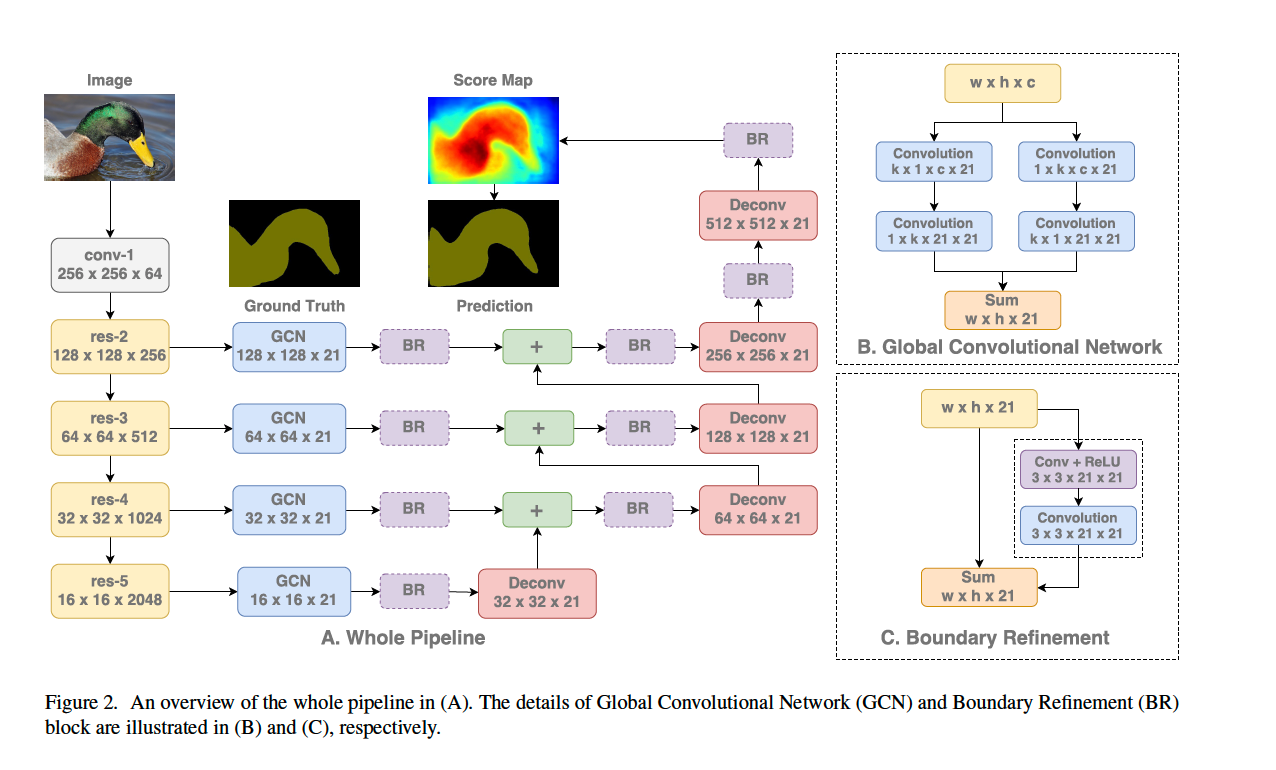 Image
Score Map
BR
conv-1
256 x 256 x 64
Ground Truth
Prediction
Deconv
512 x 512 x 21
BR
res-2
128 x 128 x 256
GCN
128 x 128 x 21
BR
+
BR
Deconv
256 x 256 x 21
res-3
64 x 64 x 512
GCN
64 x 64 x 21
BR
+
BR
Deconv
128 x 128 x 21
res-4
32 x 32 x 1024
GCN
32 x 32 x 21
BR
+
BR
Deconv
64 x 64 x 21
res-5
16 x 16 x 2048
GCN
16 x 16 x 21
BR
Deconv
32 x 32 x 21
A. Whole Pipeline
w x h x c
Convolution
k x 1 x c x 21
Convolution
1 x k x c x 21
Convolution
1 x k x 21 x 21
Convolution
k x 1 x 21 x 21
Sum
w x h x 21
B. Global Convolutional Network
w x h x 21
Conv + ReLU
3 x 3 x 21 x 21
Convolution
3 x 3 x 21 x 21
Sum
w x h x 21
C. Boundary Refinement
Figure 2. An overview of the whole pipeline in (A). The details of Global Convolutional Network (GCN) and Boundary Refinement (BR)
block are illustrated in (B) and (C), respectively.